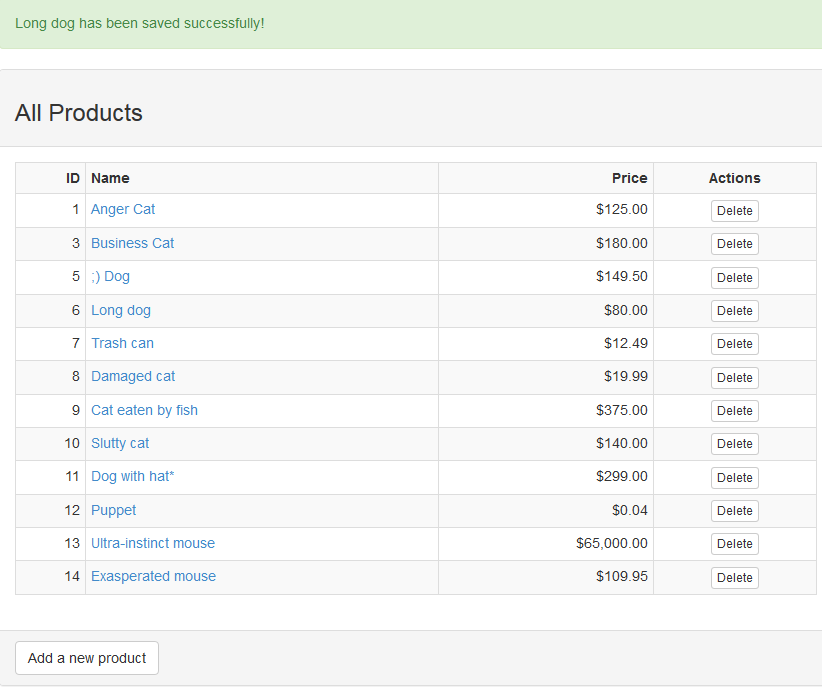 Long dog has been saved successfully!
All Products
ID Name Price Actions
1 Anger Cat $125.00 Delete
3 Business Cat $180.00 Delete
5 ;) Dog $149.50 Delete
6 Long dog $80.00 Delete
7 Trash can $12.49 Delete
8 Damaged cat $19.99 Delete
9 Cat eaten by fish $375.00 Delete
10 Slutty cat $140.00 Delete
11 Dog with hat* $299.00 Delete
12 Puppet $0.04 Delete
13 Ultra-instinct mouse $65,000.00 Delete
14 Exasperated mouse $109.95 Delete
Add a new product